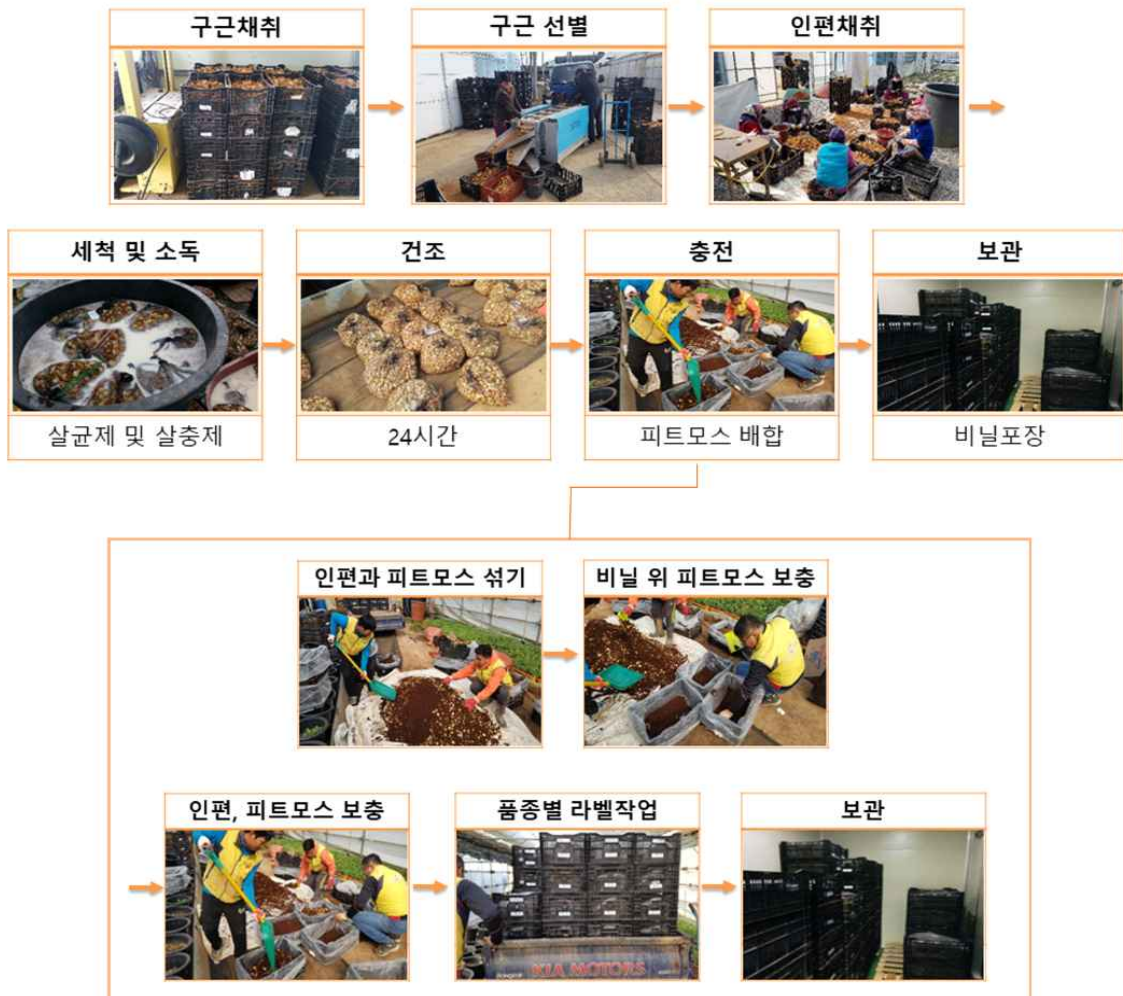 구근채취
구근 선별
인편채취
세척 및 소독
건조
충전
보관
살균제 및 살충제
24시간
피트모스 배합
비닐포장
인편과 피트모스 섞기
비닐 위 피트모스 보충
인편, 피트모스 보충
품종별 라벨작업
보관
KIA MOTORS